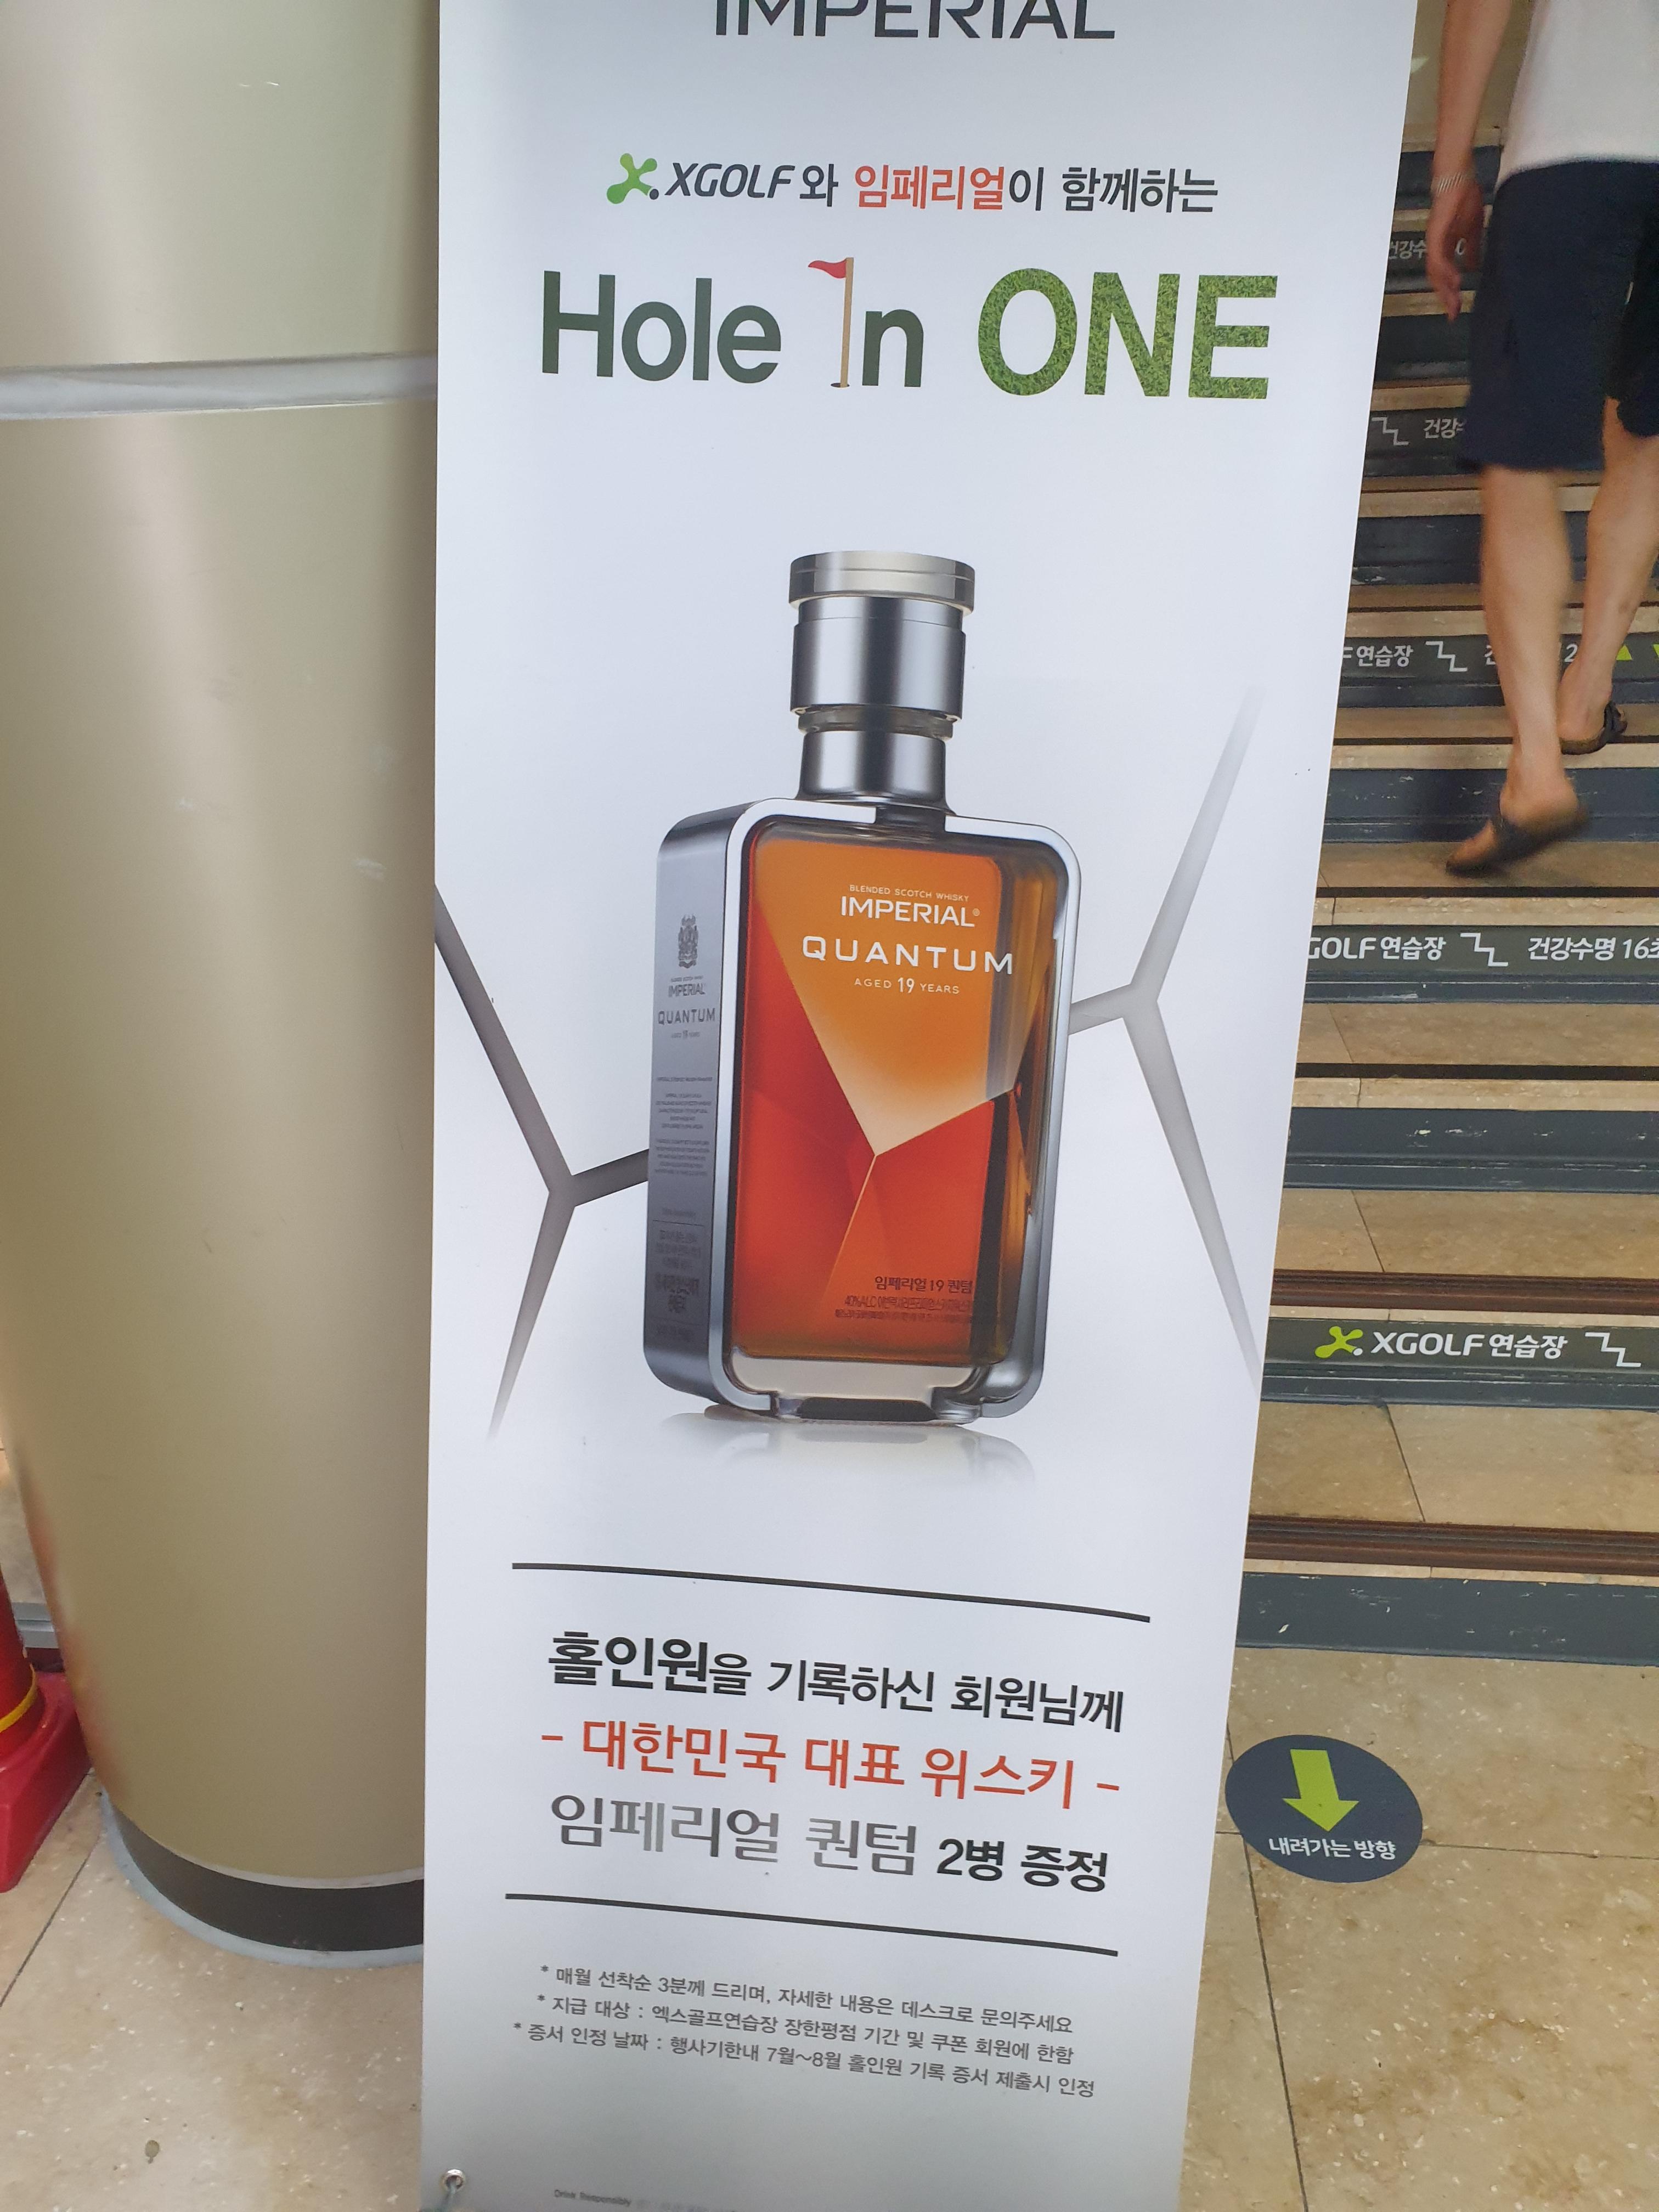 IMPERIAL
XGOLF와 임페리얼이 함께하는
Hole In ONE
BLENDED SCOTCH WHISKY
IMPERIAL
QUANTUM
AGED 19 YEARS
IMPERIAL
QUANTUM
임페리얼 19 퀀텀
홀인원을 기록하신 회원님께
- 대한민국 대표 위스키 -
임페리얼 퀀텀 2병 증정
* 매월 선착순 3분께 드리며, 자세한 내용은 데스크로 문의주세요
* 지급 대상 : 엑스골프연습장 장한평점 기간 및 쿠폰 회원에 한함
* 증서 인정 날짜 : 행사기한내 7월~8월 홀인원 기록 증서 제출시 인정
Drink Responsibly
건강수
건강
연습장
GOLF 연습장 건강수명 16초
XGOLF 연습장
내려가는 방향